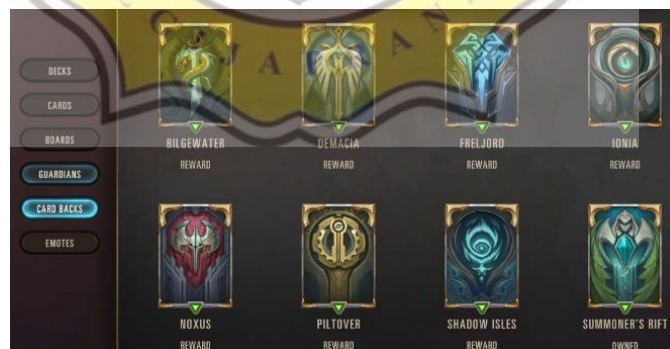 DECKS
CARDS
BOARDS
GUARDIANS
CARD BACKS
EMOTES
BILGEWATER
REWARD
DEMACIA
REWARD
FRELJORD
REWARD
IONIA
REWARD
NOXUS
REWARD
PILTOVER
REWARD
SHADOW ISLES
REWARD
SUMMONER'S RIFT
OWNED